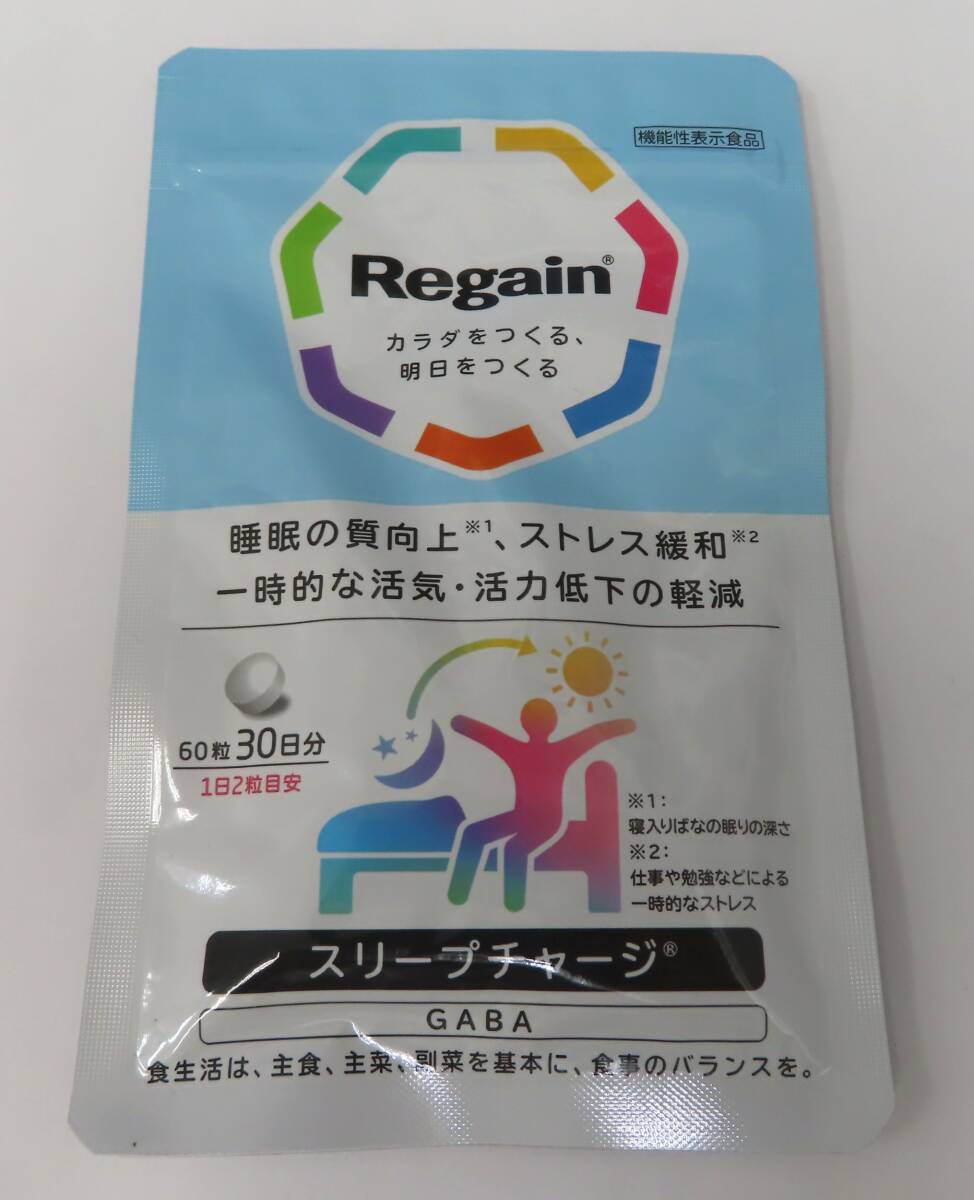 機能性表示食品
Regain®
カラダをつくる、
明日をつくる
睡眠の質向上※1、ストレス緩和※2
一時的な活気・活力低下の軽減
60粒30日分
1日2粒目安
※1:
寝入りばなの眠りの深さ
※2:
仕事や勉強などによる
一時的なストレス
スリープチャージ®
GABA
食生活は、主食、主菜、副菜を基本に、食事のバランスを。